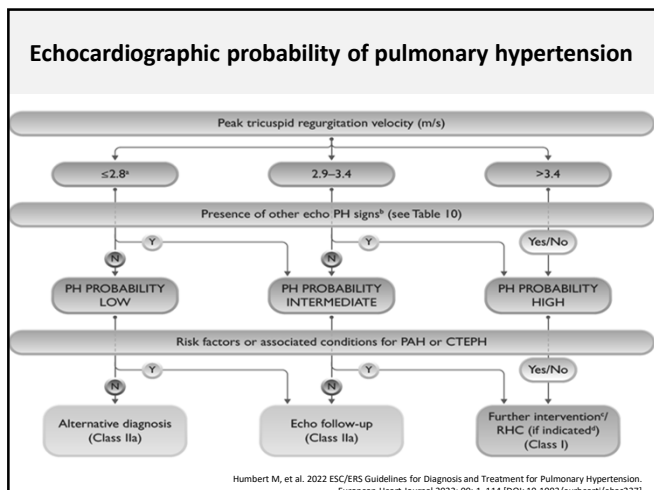 Echocardiographic probability of pulmonary hypertension
Peak tricuspid regurgitation velocity (m/s)
≤2.8ᵃ 2.9–3.4 >3.4
Presence of other echo PH signsᵇ (see Table 10)
Y Y Yes/No
N N
PH PROBABILITY PH PROBABILITY PH PROBABILITY
LOW INTERMEDIATE HIGH
Risk factors or associated conditions for PAH or CTEPH
Y Y Yes/No
N N
Alternative diagnosis Echo follow-up Further interventionᶜ/
(Class IIa) (Class IIa) RHC (if indicatedᵈ)
(Class I)
Humbert M, et al. 2022 ESC/ERS Guidelines for Diagnosis and Treatment for Pulmonary Hypertension.